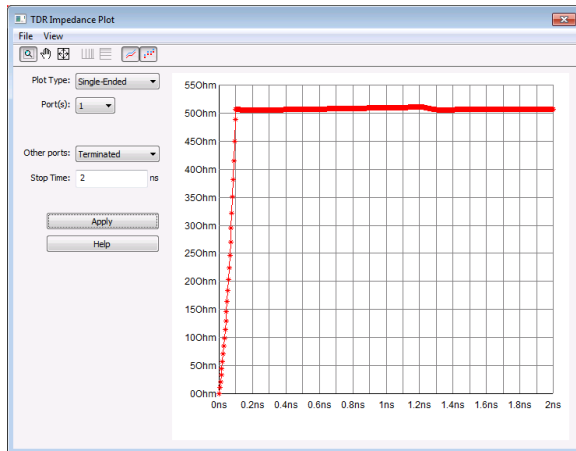 TDR Impedance Plot
File View
Plot Type: Single-Ended
Port(s): 1
Other ports: Terminated
Stop Time: 2 ns
Apply
Help
55Ohm
50Ohm
45Ohm
40Ohm
35Ohm
30Ohm
25Ohm
20Ohm
15Ohm
10Ohm
5Ohm
0Ohm
0ns 0.2ns 0.4ns 0.6ns 0.8ns 1ns 1.2ns 1.4ns 1.6ns 1.8ns 2ns